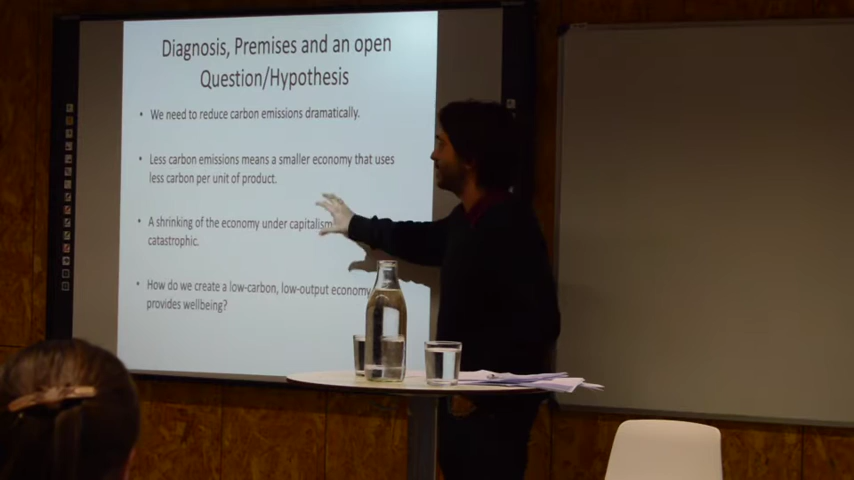 Diagnosis, Premises and an open
Question/Hypothesis
• We need to reduce carbon emissions dramatically.
• Less carbon emissions means a smaller economy that uses
less carbon per unit of product.
• A shrinking of the economy under capitalism
catastrophic.
• How do we create a low-carbon, low-output economy
provides wellbeing?